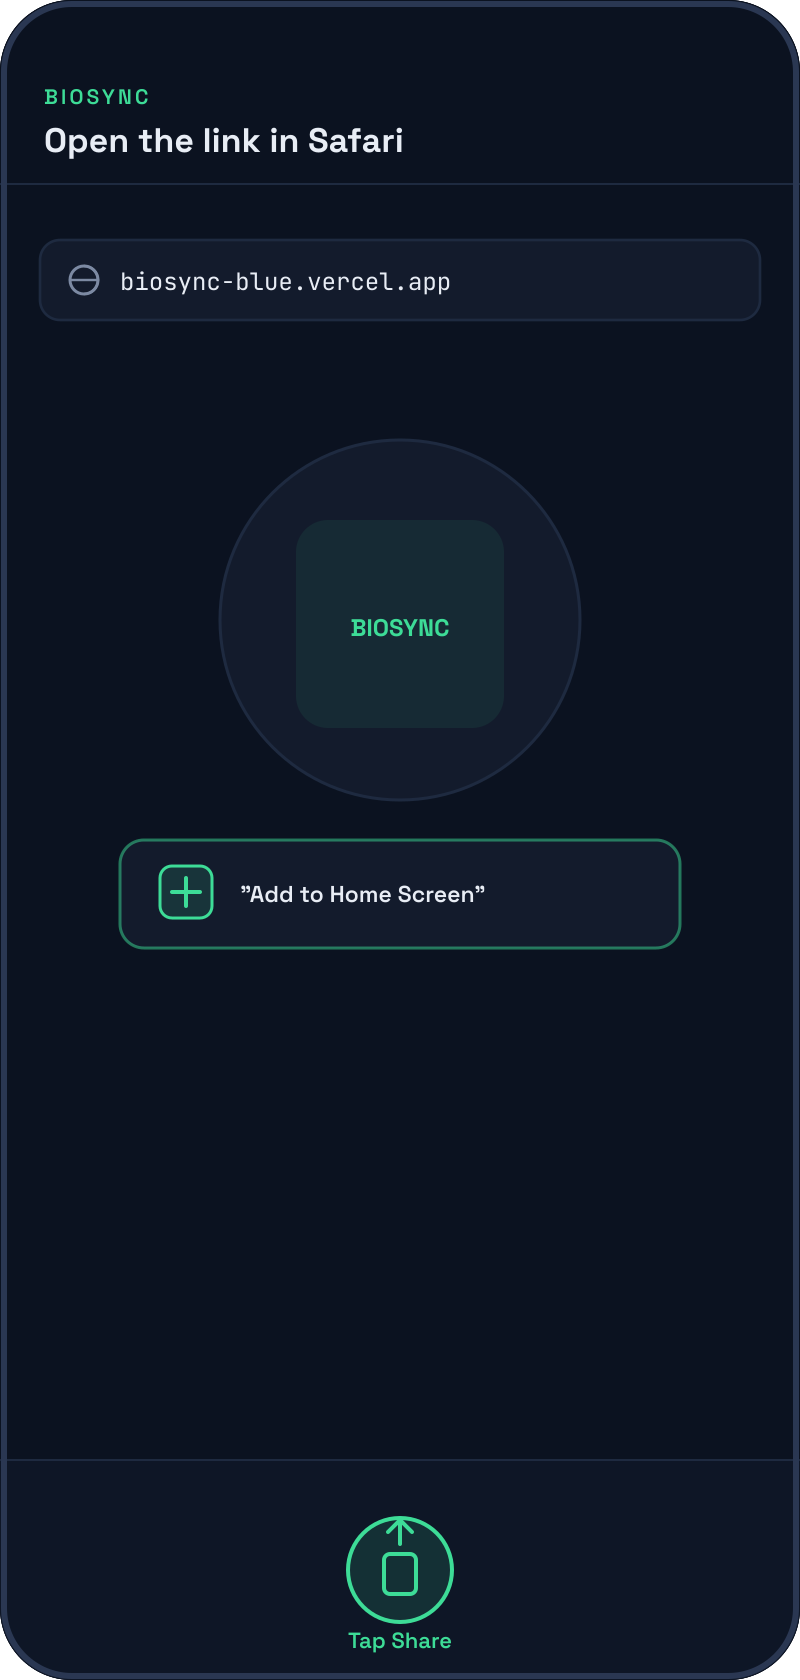 BIOSYNC
Open the link in Safari
biosync-blue.vercel.app
BIOSYNC
”Add to Home Screen”
Tap Share